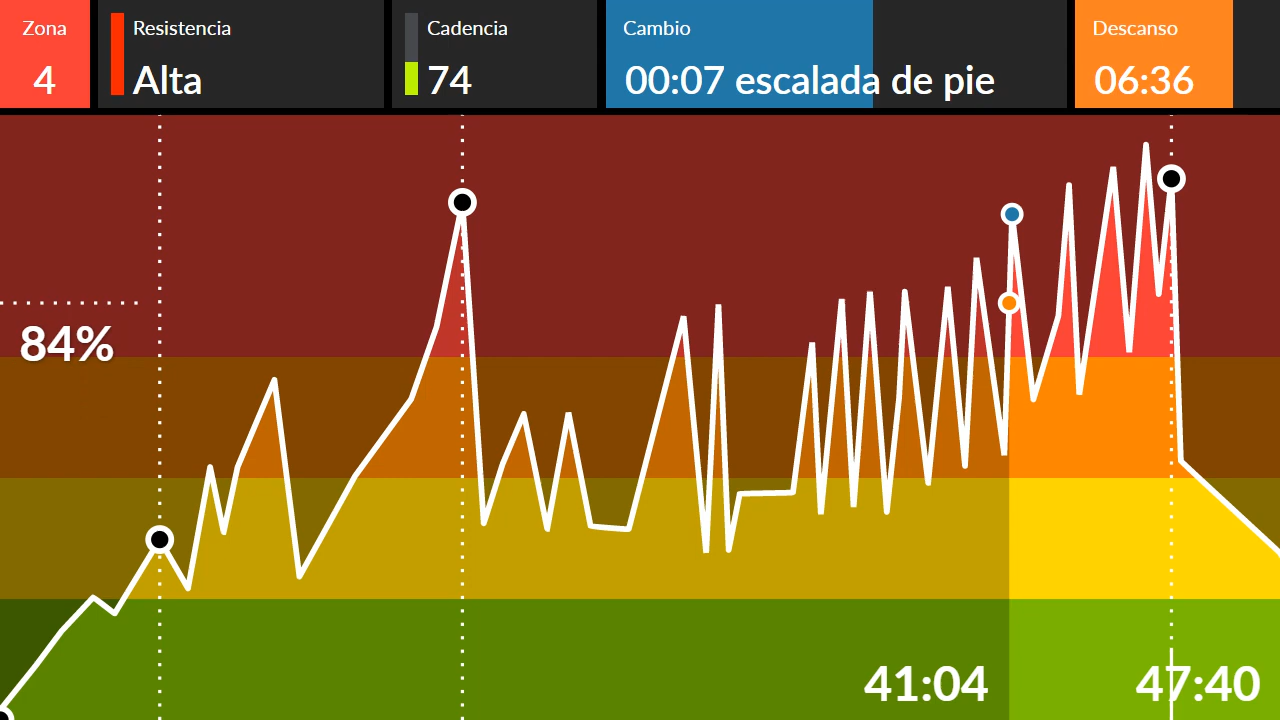 Zona
4
Resistencia
Alta
Cadencia
74
Cambio
00:07 escalada de pie
Descanso
06:36
84%
41:04
47:40